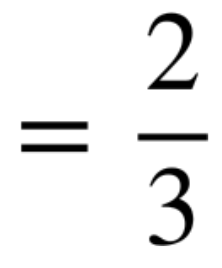 = 2/3